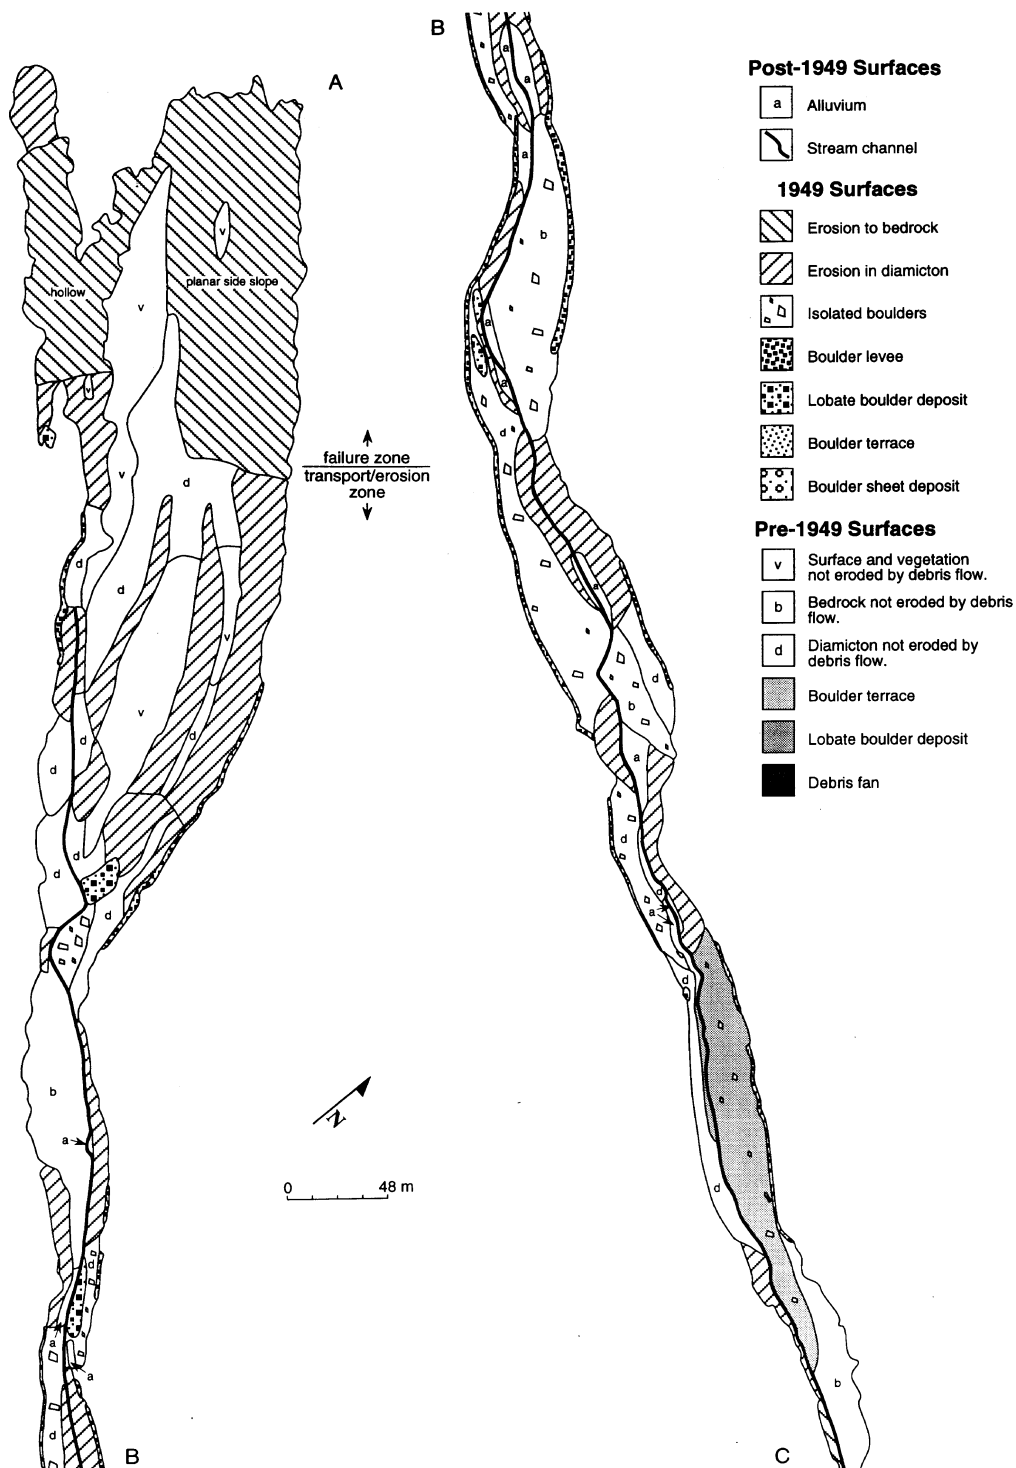 B
A
hollow
planar side slope
v
v
v
v
failure zone
transport/erosion
zone
d
d
d
v
v
d
d
d
d
d
d
b
a
d
a
a
d
B
N
0 48 m
a
a
a
b
a
a
d
a
d
b
a
d
d
a
d
d
b
C
Post-1949 Surfaces
a Alluvium
Stream channel
1949 Surfaces
Erosion to bedrock
Erosion in diamicton
Isolated boulders
Boulder levee
Lobate boulder deposit
Boulder terrace
Boulder sheet deposit
Pre-1949 Surfaces
v Surface and vegetation
not eroded by debris flow.
b Bedrock not eroded by debris
flow.
d Diamicton not eroded by
debris flow.
Boulder terrace
Lobate boulder deposit
Debris fan